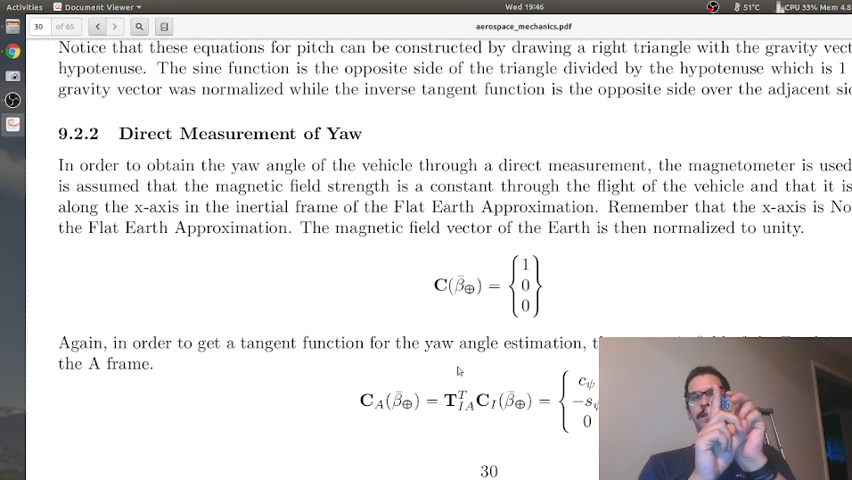 Activities Document Viewer Wed 19:46 51°C CPU 33% Mem 4.8
30 of 65 aerospace_mechanics.pdf
Notice that these equations for pitch can be constructed by drawing a right triangle with the gravity
hypotenuse. The sine function is the opposite side of the triangle divided by the hypotenuse which is 1
gravity vector was normalized while the inverse tangent function is the opposite side over the adjacent
9.2.2 Direct Measurement of Yaw
In order to obtain the yaw angle of the vehicle through a direct measurement, the magnetometer is used
is assumed that the magnetic field strength is a constant through the flight of the vehicle and that it is
along the x-axis in the inertial frame of the Flat Earth Approximation. Remember that the x-axis is
the Flat Earth Approximation. The magnetic field vector of the Earth is then normalized to unity.
C(β̄⊕) = {1 0 0}
Again, in order to get a tangent function for the yaw angle estimation,
the A frame.
C_A(β̄⊕) = T_IA^T C_I(β̄⊕) = { c_ψ −s_ψ 0
30